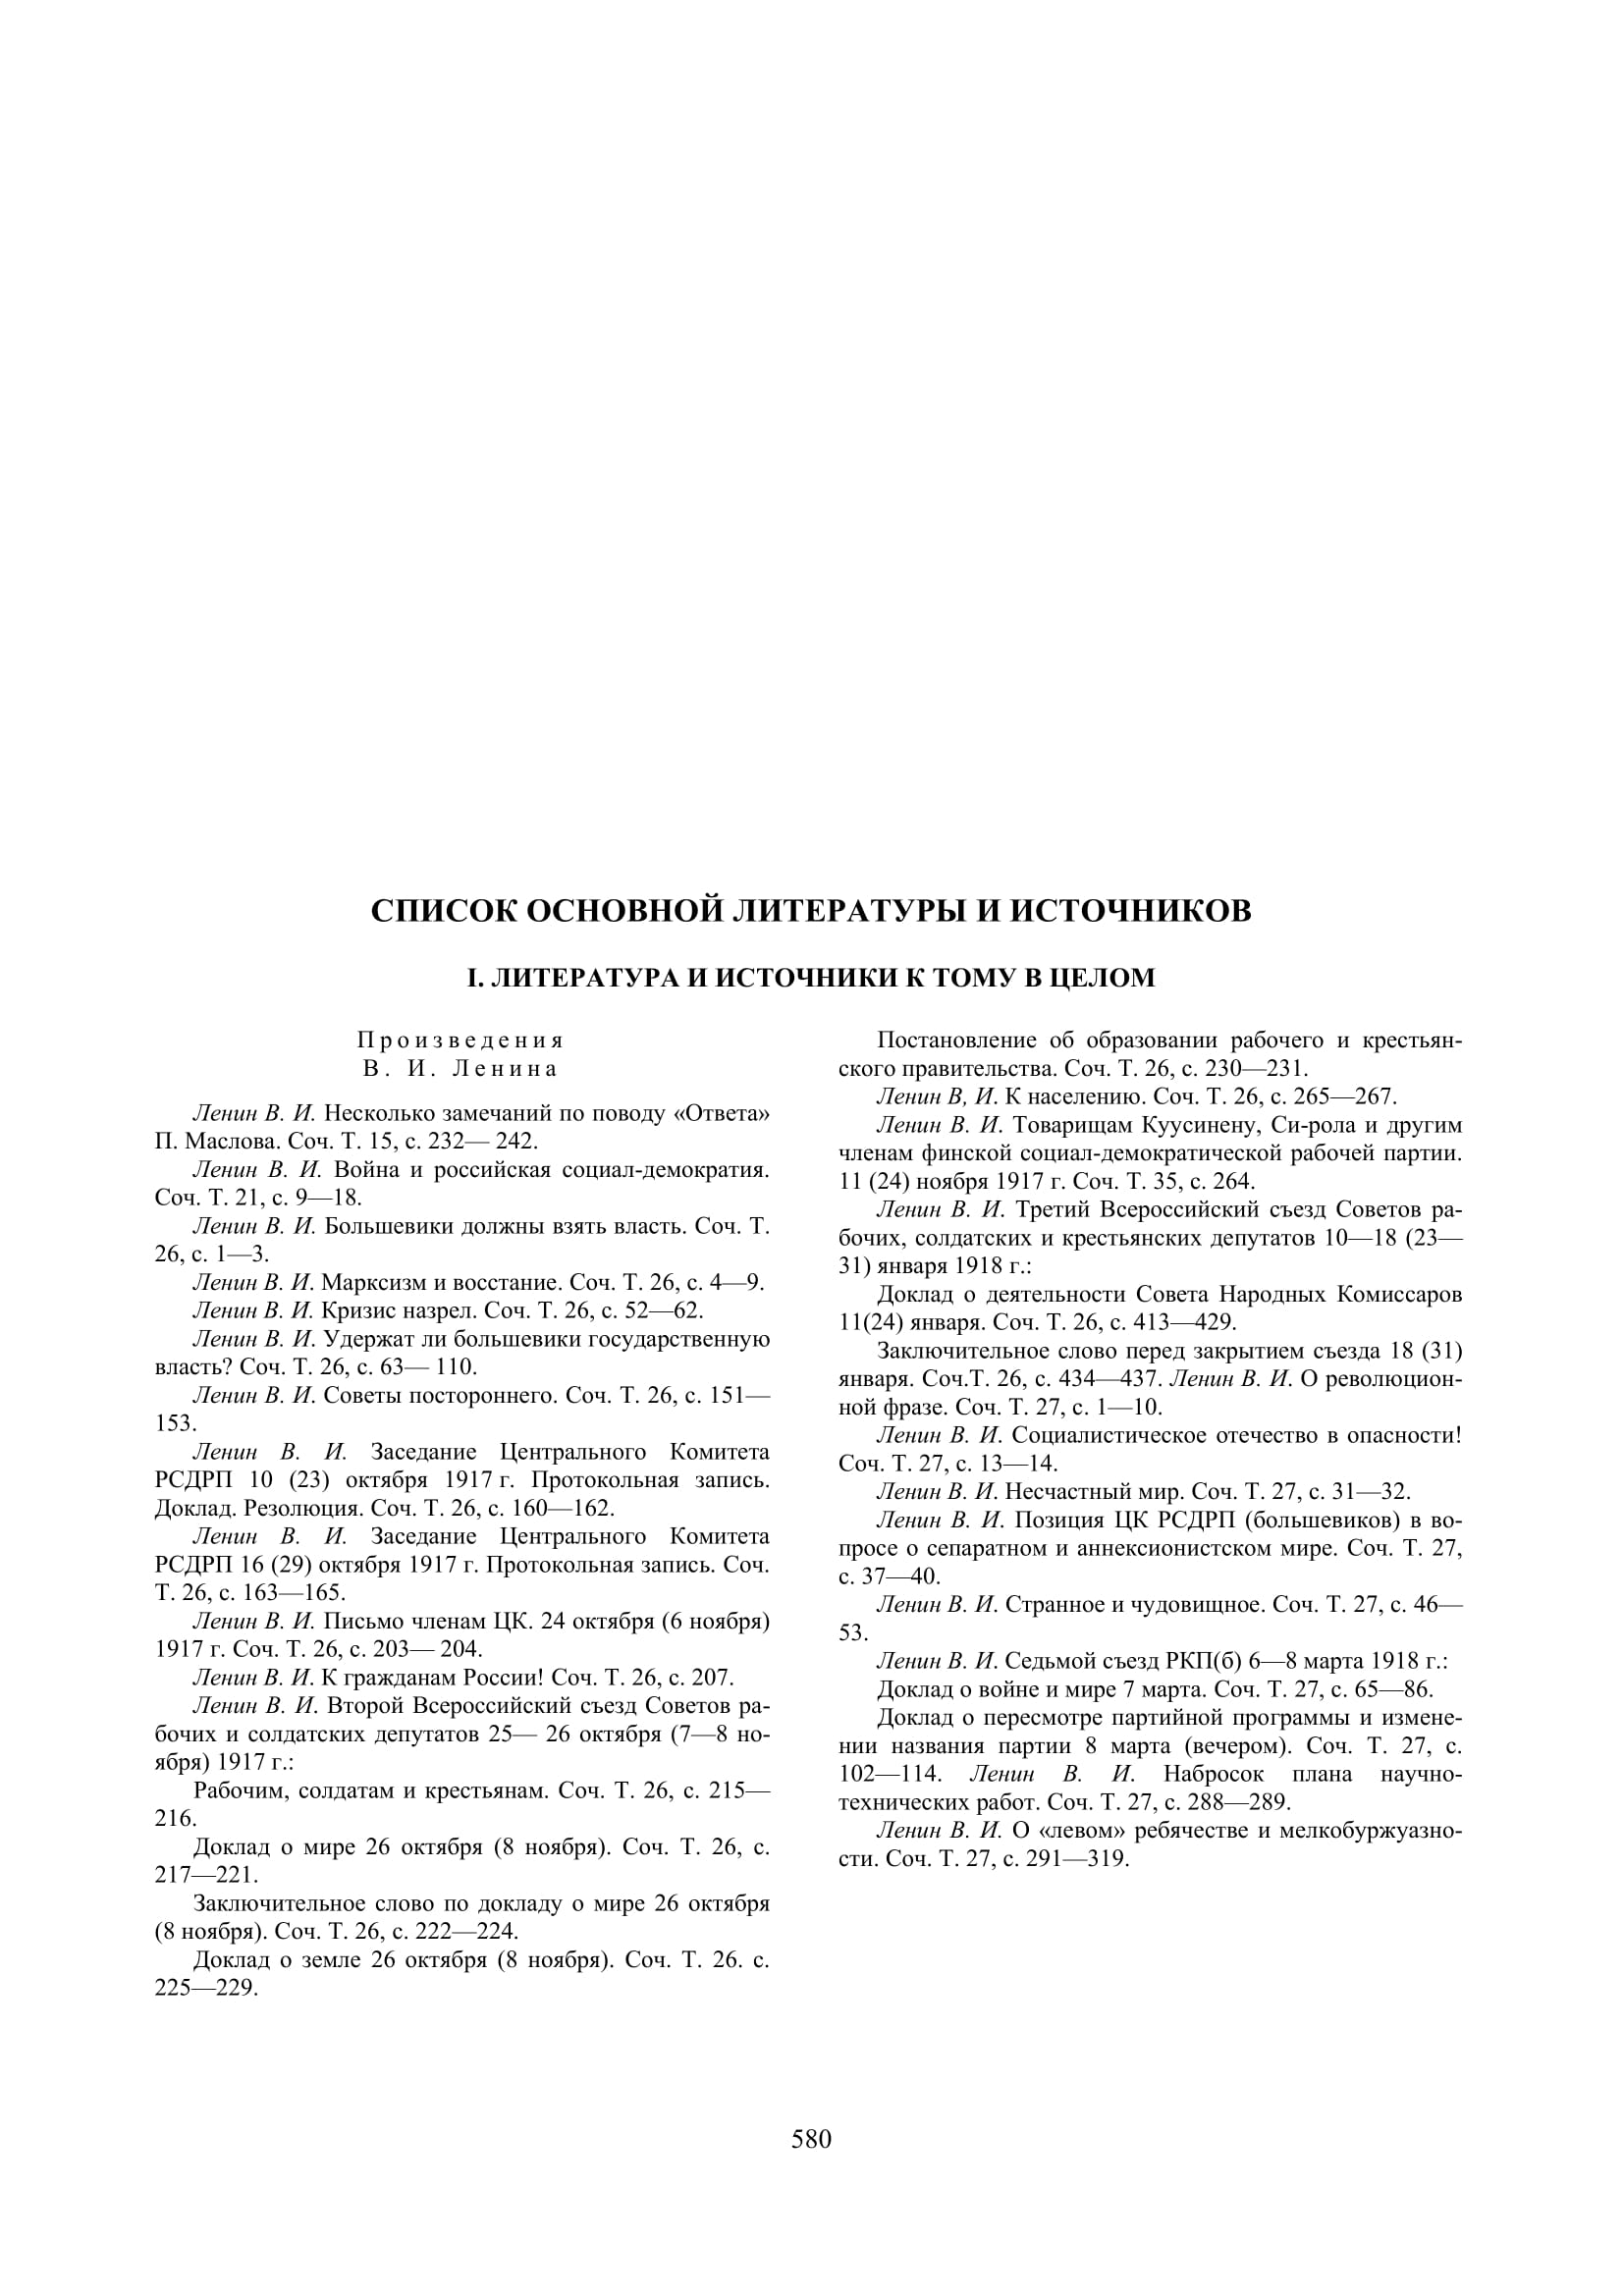 СПИСОК ОСНОВНОЙ ЛИТЕРАТУРЫ И ИСТОЧНИКОВ
I. ЛИТЕРАТУРА И ИСТОЧНИКИ К ТОМУ В ЦЕЛОМ
Произведения
В. И. Ленина
Ленин В. И. Несколько замечаний по поводу «Ответа»
П. Маслова. Соч. Т. 15, с. 232— 242.
Ленин В. И. Война и российская социал-демократия.
Соч. Т. 21, с. 9—18.
Ленин В. И. Большевики должны взять власть. Соч. Т.
26, с. 1—3.
Ленин В. И. Марксизм и восстание. Соч. Т. 26, с. 4—9.
Ленин В. И. Кризис назрел. Соч. Т. 26, с. 52—62.
Ленин В. И. Удержат ли большевики государственную
власть? Соч. Т. 26, с. 63— 110.
Ленин В. И. Советы постороннего. Соч. Т. 26, с. 151—
153.
Ленин В. И. Заседание Центрального Комитета
РСДРП 10 (23) октября 1917 г. Протокольная запись.
Доклад. Резолюция. Соч. Т. 26, с. 160—162.
Ленин В. И. Заседание Центрального Комитета
РСДРП 16 (29) октября 1917 г. Протокольная запись. Соч.
Т. 26, с. 163—165.
Ленин В. И. Письмо членам ЦК. 24 октября (6 ноября)
1917 г. Соч. Т. 26, с. 203— 204.
Ленин В. И. К гражданам России! Соч. Т. 26, с. 207.
Ленин В. И. Второй Всероссийский съезд Советов ра-
бочих и солдатских депутатов 25— 26 октября (7—8 но-
ября) 1917 г.:
Рабочим, солдатам и крестьянам. Соч. Т. 26, с. 215—
216.
Доклад о мире 26 октября (8 ноября). Соч. Т. 26, с.
217—221.
Заключительное слово по докладу о мире 26 октября
(8 ноября). Соч. Т. 26, с. 222—224.
Доклад о земле 26 октября (8 ноября). Соч. Т. 26. с.
225—229.
Постановление об образовании рабочего и крестьян-
ского правительства. Соч. Т. 26, с. 230—231.
Ленин В, И. К населению. Соч. Т. 26, с. 265—267.
Ленин В. И. Товарищам Куусинену, Си-рола и другим
членам финской социал-демократической рабочей партии.
11 (24) ноября 1917 г. Соч. Т. 35, с. 264.
Ленин В. И. Третий Всероссийский съезд Советов ра-
бочих, солдатских и крестьянских депутатов 10—18 (23—
31) января 1918 г.:
Доклад о деятельности Совета Народных Комиссаров
11(24) января. Соч. Т. 26, с. 413—429.
Заключительное слово перед закрытием съезда 18 (31)
января. Соч.Т. 26, с. 434—437. Ленин В. И. О революцион-
ной фразе. Соч. Т. 27, с. 1—10.
Ленин В. И. Социалистическое отечество в опасности!
Соч. Т. 27, с. 13—14.
Ленин В. И. Несчастный мир. Соч. Т. 27, с. 31—32.
Ленин В. И. Позиция ЦК РСДРП (большевиков) в во-
просе о сепаратном и аннексионистском мире. Соч. Т. 27,
с. 37—40.
Ленин В. И. Странное и чудовищное. Соч. Т. 27, с. 46—
53.
Ленин В. И. Седьмой съезд РКП(б) 6—8 марта 1918 г.:
Доклад о войне и мире 7 марта. Соч. Т. 27, с. 65—86.
Доклад о пересмотре партийной программы и измене-
нии названия партии 8 марта (вечером). Соч. Т. 27, с.
102—114. Ленин В. И. Набросок плана научно-
технических работ. Соч. Т. 27, с. 288—289.
Ленин В. И. О «левом» ребячестве и мелкобуржуазно-
сти. Соч. Т. 27, с. 291—319.
580